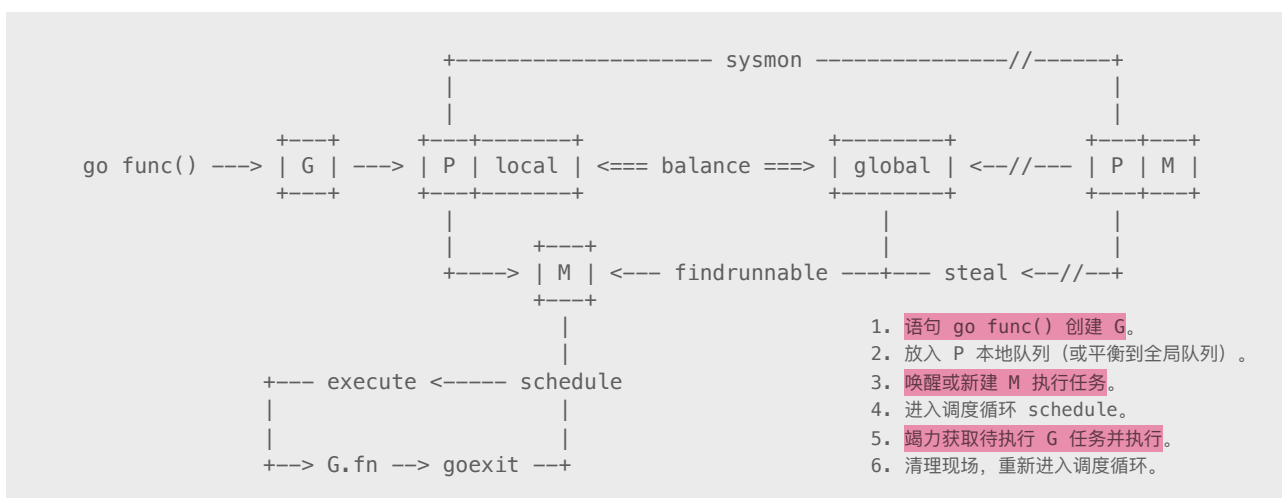 +-------------------- sysmon ---------------//------+
|                                                   |
|                                                   |
+---+      +---+-------+                   +--------+          +---+---+
go func() ---> | G | ---> | P | local | <=== balance ===> | global | <--//--- | P | M |
+---+      +---+-------+                   +--------+          +---+---+
|                                 |                 |
|      +---+                      |                 |
+----> | M | <--- findrunnable ---+--- steal <--//--+
+---+
|
|
+--- execute <----- schedule
|                      |
|                      |
+--> G.fn --> goexit --+
1. 语句 go func() 创建 G。
2. 放入 P 本地队列（或平衡到全局队列）。
3. 唤醒或新建 M 执行任务。
4. 进入调度循环 schedule。
5. 竭力获取待执行 G 任务并执行。
6. 清理现场，重新进入调度循环。